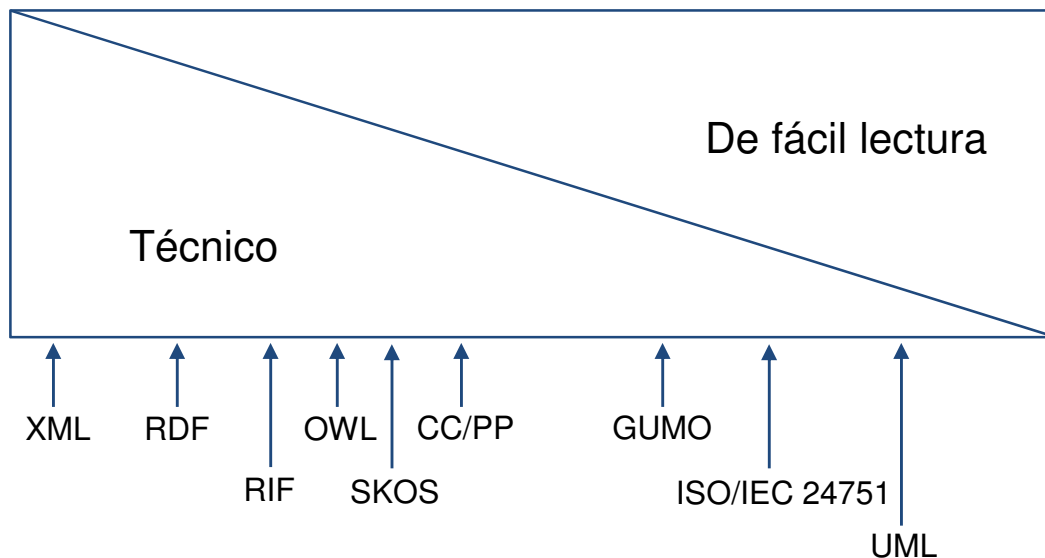 De fácil lectura
Técnico
XML
RDF
OWL
CC/PP
GUMO
RIF
SKOS
ISO/IEC 24751
UML